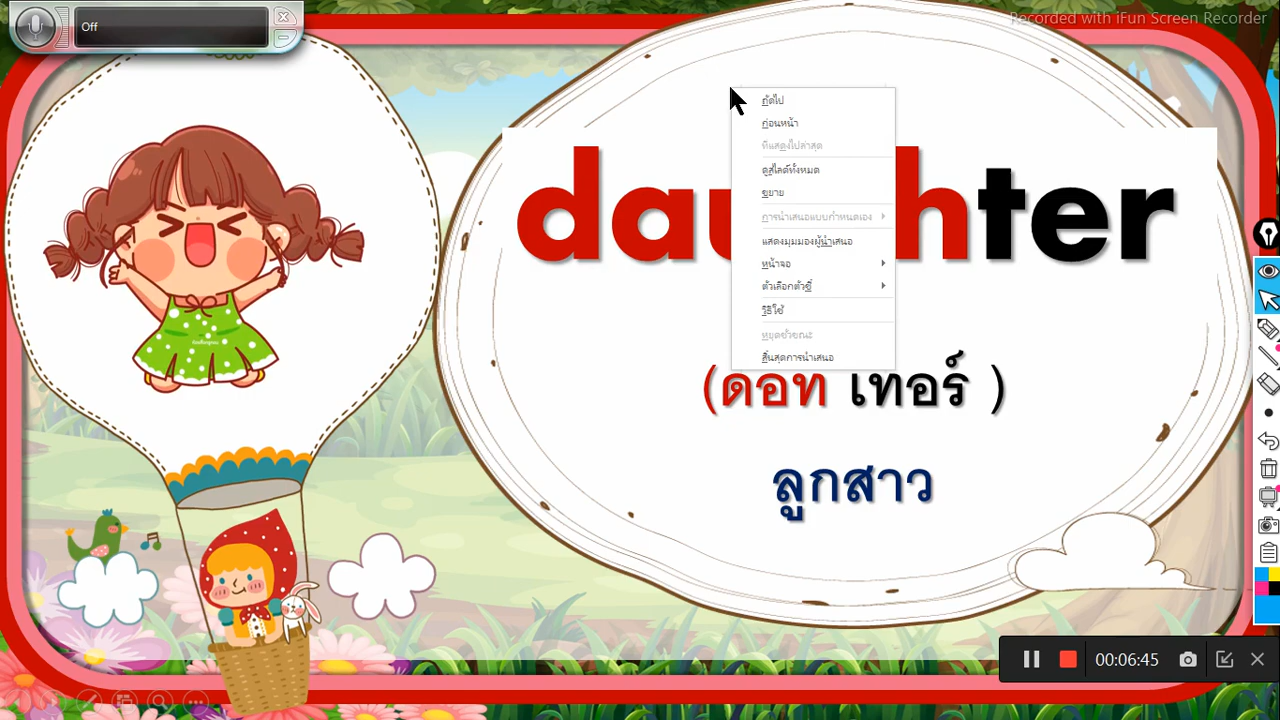 Off
Recorded with iFun Screen Recorder
daughter
ถัดไป
ก่อนหน้า
ที่แสดงไปล่าสุด
ดูสไลด์ทั้งหมด
ขยาย
การนำเสนอแบบกำหนดเอง
แสดงมุมมองผู้นำเสนอ
หน้าจอ
ตัวเลือกตัวชี้
วิธีใช้
หยุดชั่วขณะ
สิ้นสุดการนำเสนอ
(ดอท เทอร์ )
ลูกสาว
00:06:45